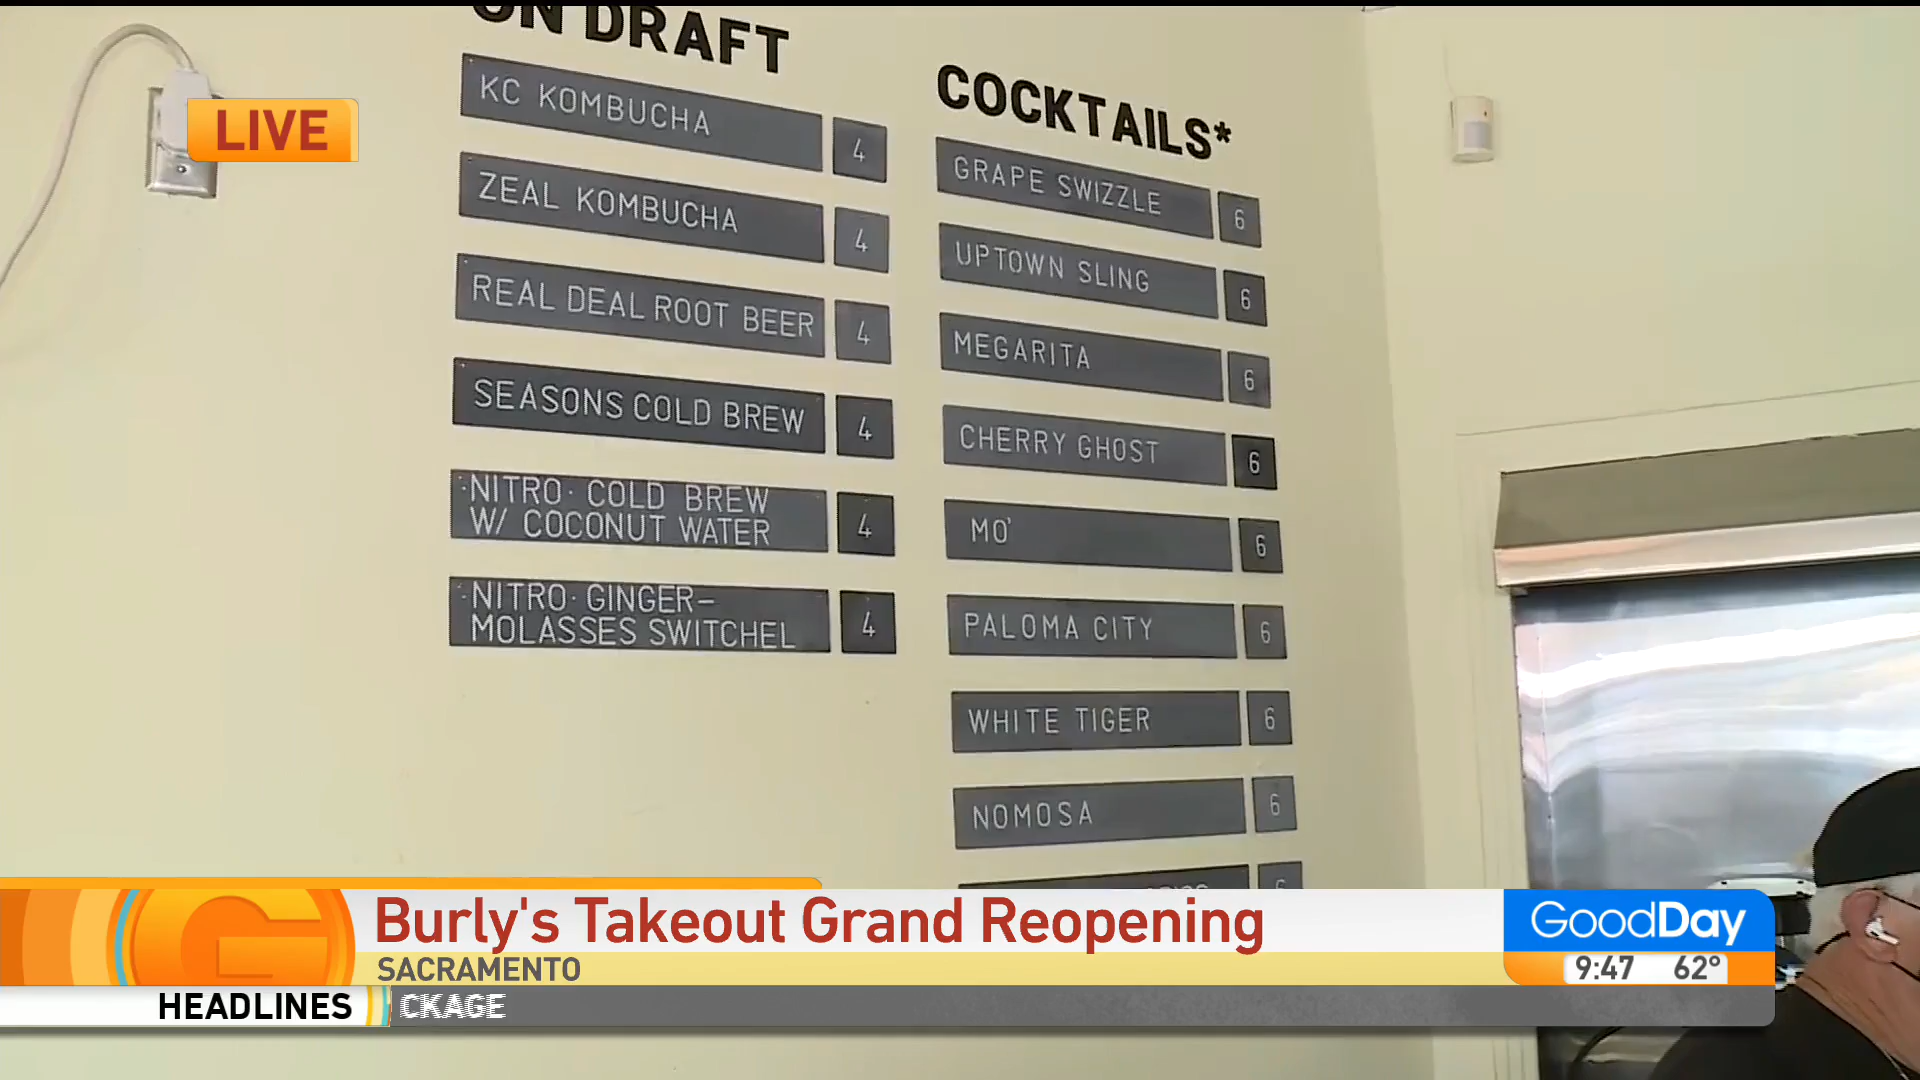 ON DRAFT
KC KOMBUCHA 4
ZEAL KOMBUCHA 4
REAL DEAL ROOT BEER 4
SEASONS COLD BREW 4
·NITRO· COLD BREW
W/ COCONUT WATER 4
·NITRO· GINGER-
MOLASSES SWITCHEL 4
COCKTAILS*
GRAPE SWIZZLE 6
UPTOWN SLING 6
MEGARITA 6
CHERRY GHOST 6
MO' 6
PALOMA CITY 6
WHITE TIGER 6
NOMOSA 6
6
LIVE
G
Burly's Takeout Grand Reopening
SACRAMENTO
HEADLINES
CKAGE
GoodDay
9:47 62°